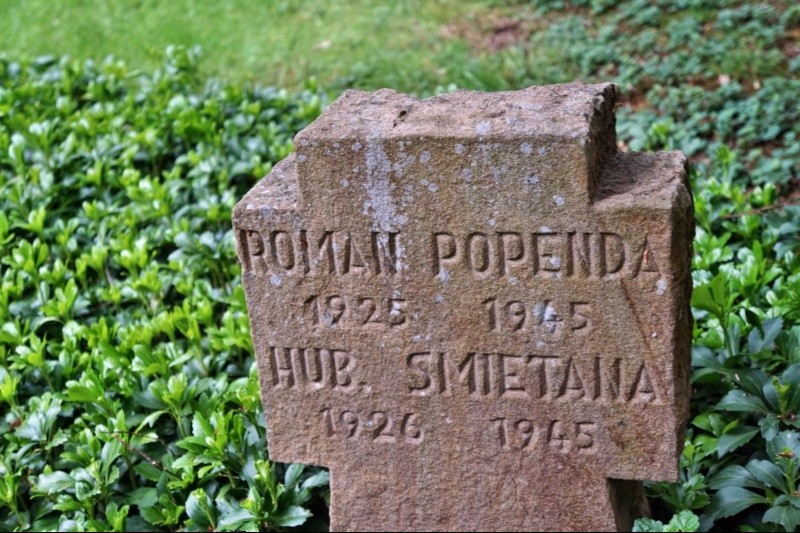 ROMAN POPENDA
1925 1945
HUB. SMIETANA
1926 1945